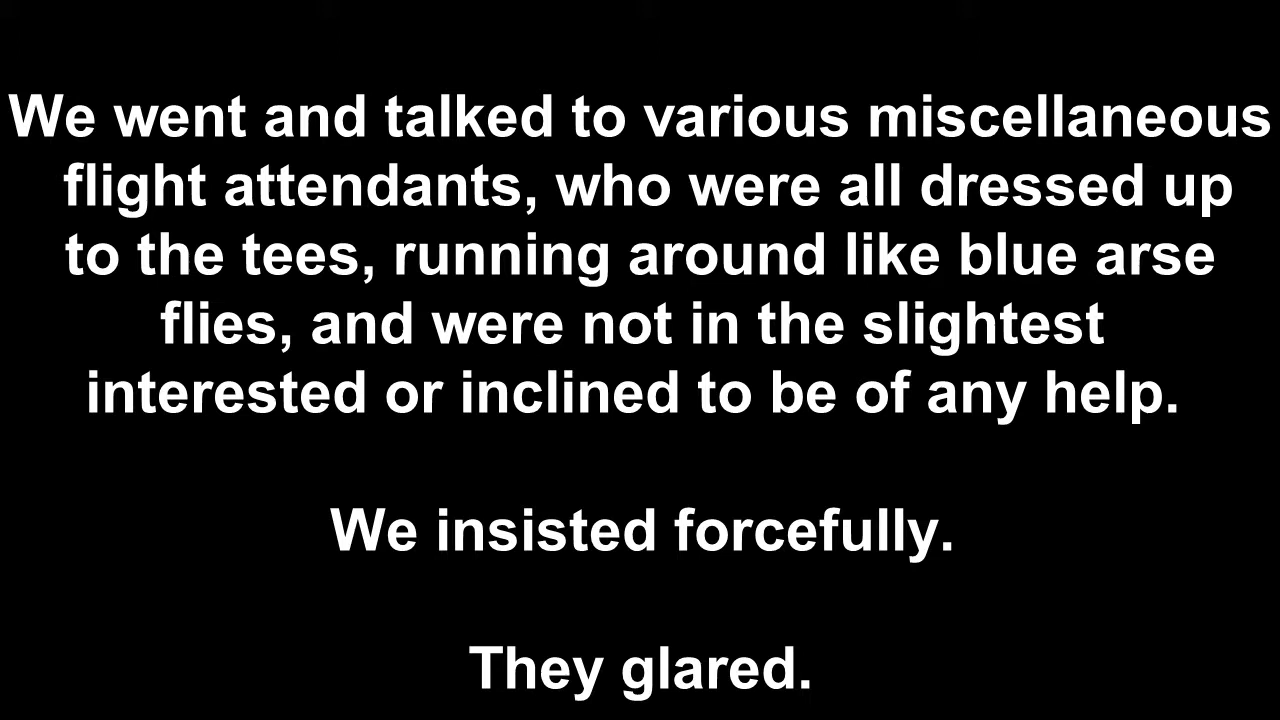 We went and talked to various miscellaneous
flight attendants, who were all dressed up
to the tees, running around like blue arse
flies, and were not in the slightest
interested or inclined to be of any help.
We insisted forcefully.
They glared.